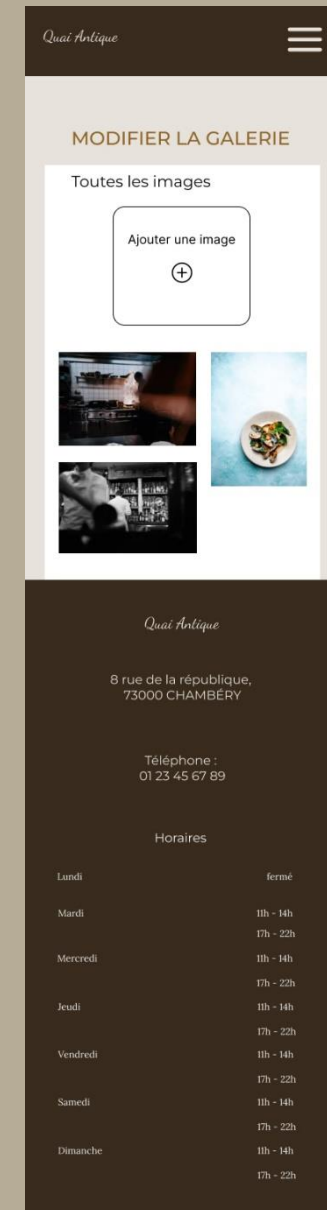 Quai Antique
MODIFIER LA GALERIE
Toutes les images
Ajouter une image
Quai Antique
8 rue de la république,
73000 CHAMBÉRY
Téléphone :
01 23 45 67 89
Horaires
Lundi fermé
Mardi 11h - 14h
17h - 22h
Mercredi 11h - 14h
17h - 22h
Jeudi 11h - 14h
17h - 22h
Vendredi 11h - 14h
17h - 22h
Samedi 11h - 14h
17h - 22h
Dimanche 11h - 14h
17h - 22h